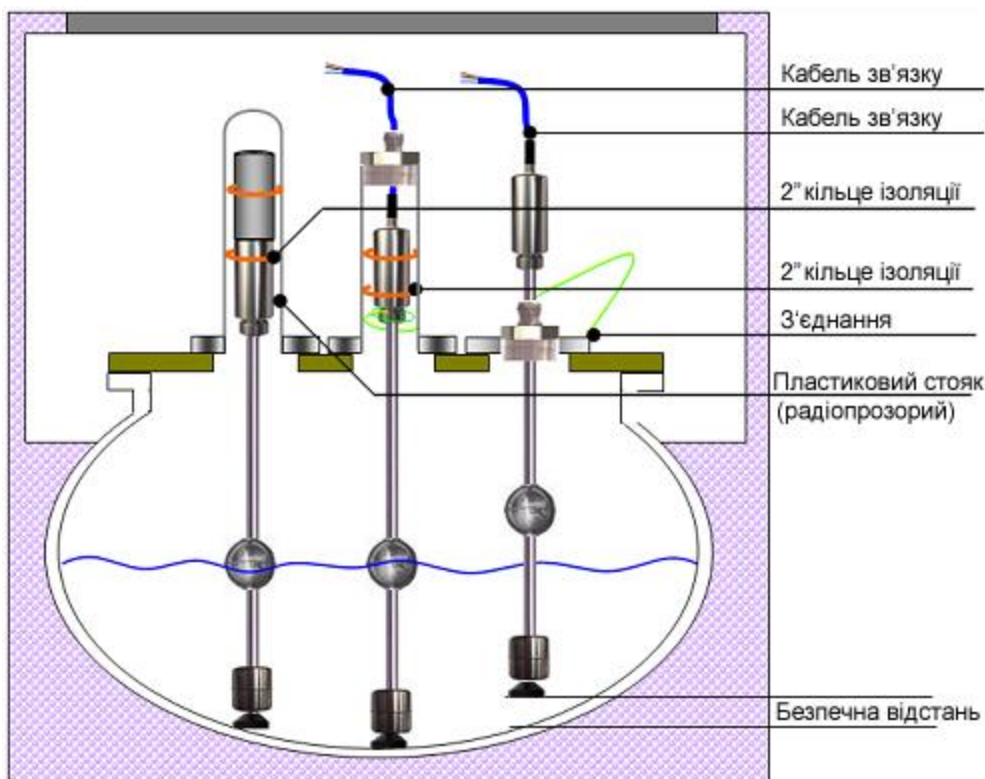 Кабель зв'язку
Кабель зв'язку
2" кільце ізоляції
2" кільце ізоляції
З'єднання
Пластиковий стояк
(радіопрозорий)
Безпечна відстань